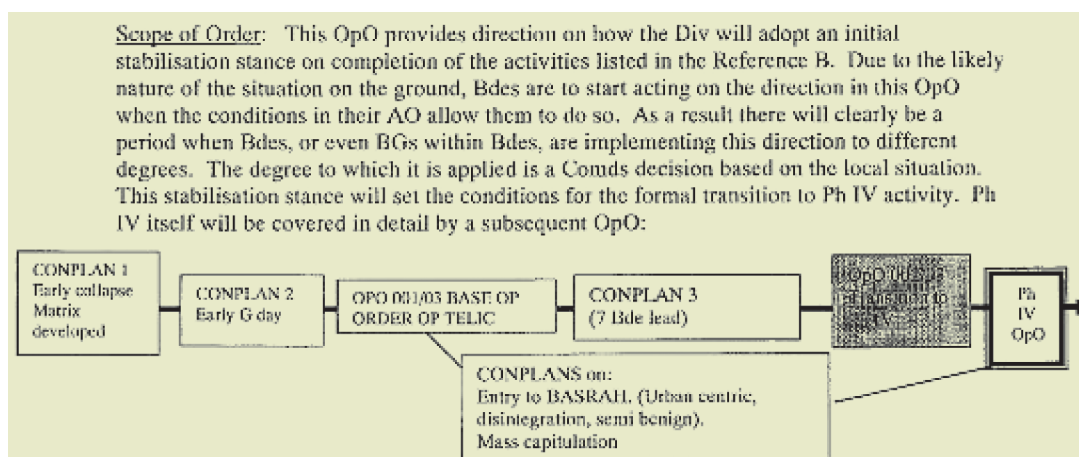 Scope of Order: This OpO provides direction on how the Div will adopt an initial
stabilisation stance on completion of the activities listed in the Reference B. Due to the likely
nature of the situation on the ground, Bdes are to start acting on the direction in this OpO
when the conditions in their AO allow them to do so. As a result there will clearly be a
period when Bdes, or even BGs within Bdes, are implementing this direction to different
degrees. The degree to which it is applied is a Comds decision based on the local situation.
This stabilisation stance will set the conditions for the formal transition to Ph IV activity. Ph
IV itself will be covered in detail by a subsequent OpO:
CONPLAN 1
Early collapse
Matrix
developed
CONPLAN 2
Early G day
OPO 001/03 BASE OP
ORDER OP TELIC
CONPLAN 3
(7 Bde lead)
OpO
Transition to
IV
Ph
IV
OpO
CONPLANS on:
Entry to BASRAH. (Urban centric,
disintegration, semi benign).
Mass capitulation